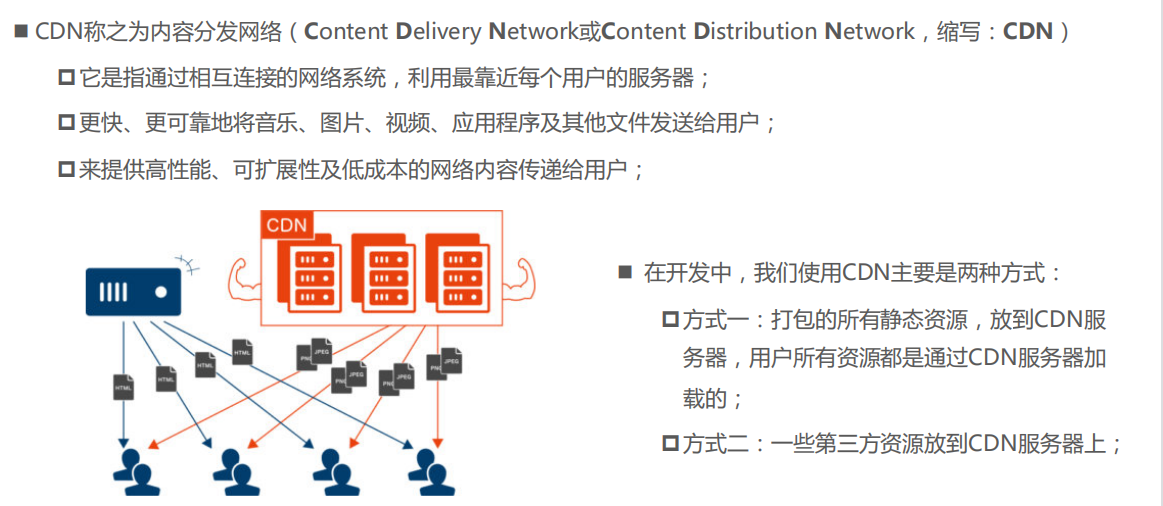 CDN称之为内容分发网络（Content Delivery Network或Content Distribution Network，缩写：CDN）
它是指通过相互连接的网络系统，利用最靠近每个用户的服务器；
更快、更可靠地将音乐、图片、视频、应用程序及其他文件发送给用户；
来提供高性能、可扩展性及低成本的网络内容传递给用户；
CDN
HTML
HTML
HTML
HTML
PNG
JPEG
PNG
JPEG
PNG
JPEG
PNG
JPEG
在开发中，我们使用CDN主要是两种方式：
方式一：打包的所有静态资源，放到CDN服
务器，用户所有资源都是通过CDN服务器加
载的；
方式二：一些第三方资源放到CDN服务器上；